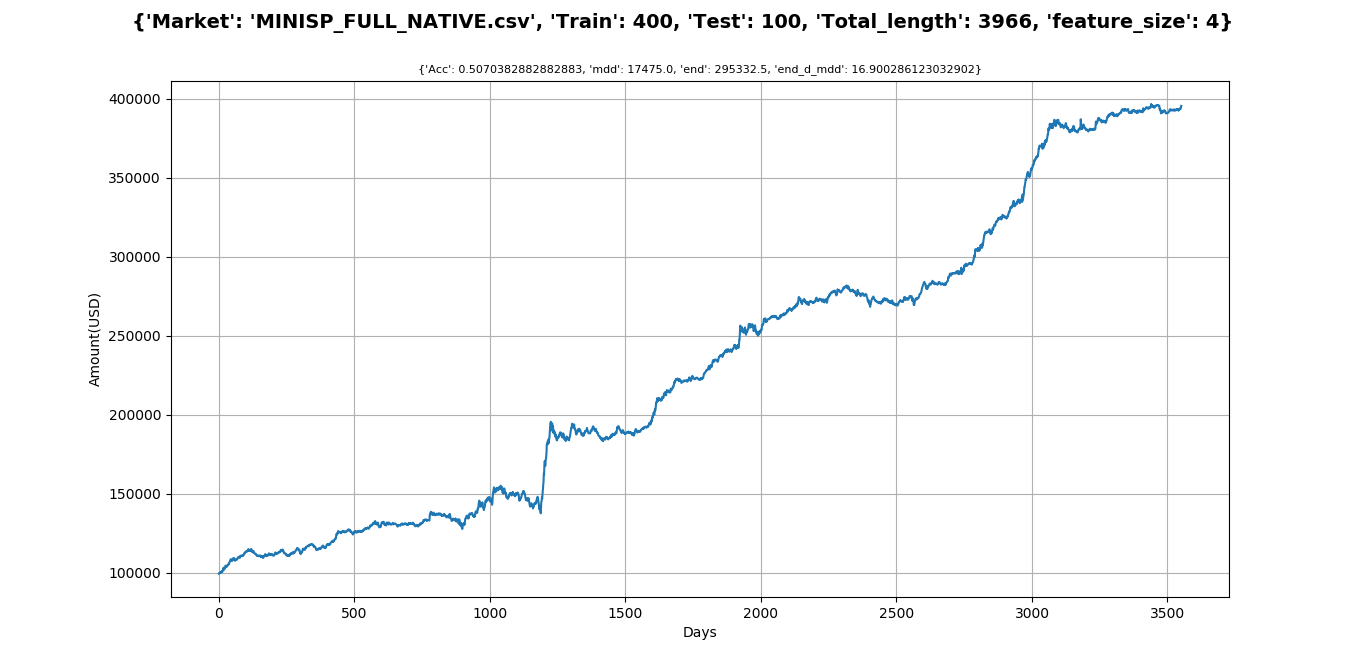 {'Market': 'MINISP_FULL_NATIVE.csv', 'Train': 400, 'Test': 100, 'Total_length': 3966, 'feature_size': 4}
{'Acc': 0.5070382882882883, 'mdd': 17475.0, 'end': 295332.5, 'end_d_mdd': 16.900286123032902}
400000
350000
300000
250000
200000
150000
100000
Amount(USD)
0 500 1000 1500 2000 2500 3000 3500
Days